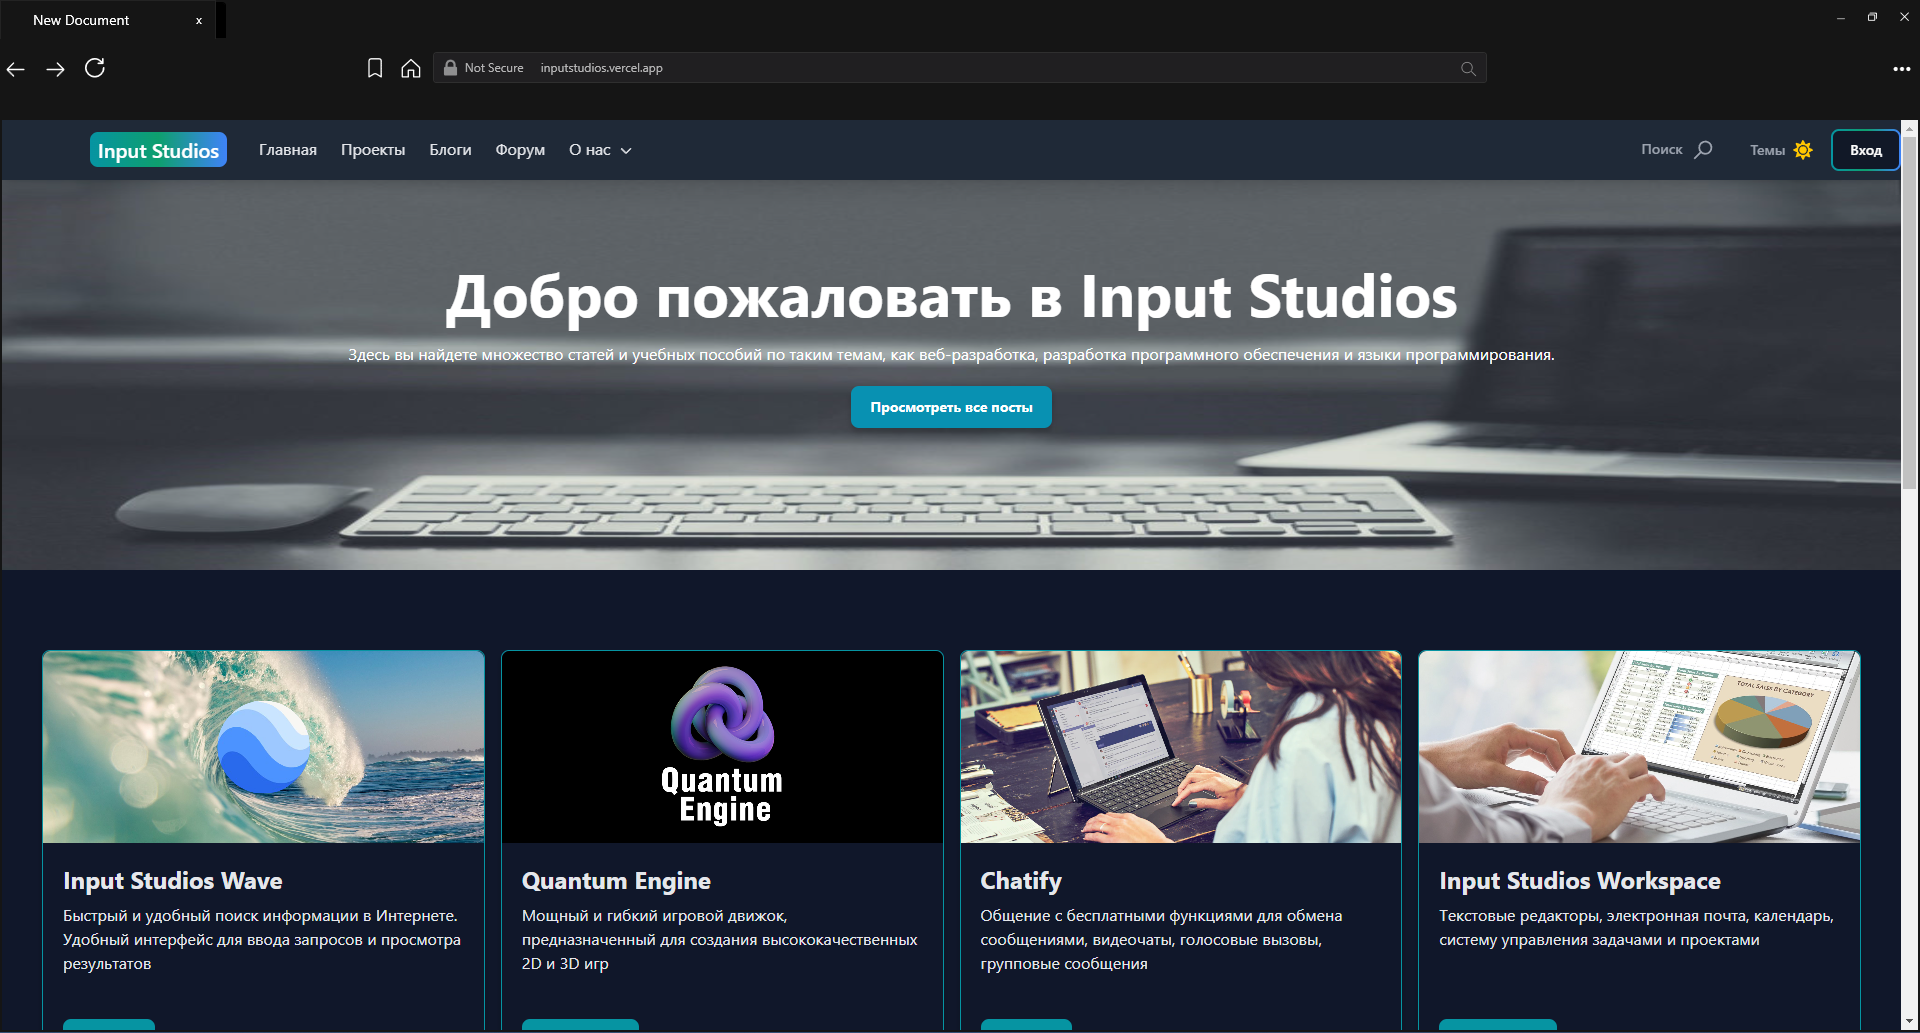 New Document
x
Not Secure
inputstudios.vercel.app
Input Studios
Главная
Проекты
Блоги
Форум
О нас
Поиск
Темы
Вход
Добро пожаловать в Input Studios
Здесь вы найдете множество статей и учебных пособий по таким темам, как веб-разработка, разработка программного обеспечения и языки программирования.
Просмотреть все посты
Quantum
Engine
TOTAL SALES BY CATEGORY
Input Studios Wave
Быстрый и удобный поиск информации в Интернете.
Удобный интерфейс для ввода запросов и просмотра
результатов
Quantum Engine
Мощный и гибкий игровой движок,
предназначенный для создания высококачественных
2D и 3D игр
Chatify
Общение с бесплатными функциями для обмена
сообщениями, видеочаты, голосовые вызовы,
групповые сообщения
Input Studios Workspace
Текстовые редакторы, электронная почта, календарь,
систему управления задачами и проектами